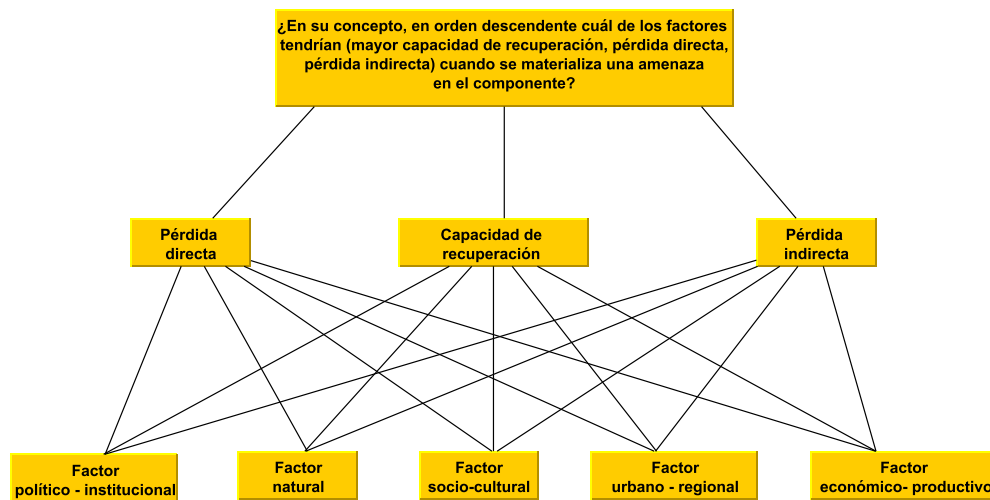 ¿En su concepto, en orden descendente cuál de los factores
tendrían (mayor capacidad de recuperación, pérdida directa,
pérdida indirecta) cuando se materializa una amenaza
en el componente?
Pérdida
directa
Capacidad de
recuperación
Pérdida
indirecta
Factor
político - institucional
Factor
natural
Factor
socio-cultural
Factor
urbano - regional
Factor
económico- productivo